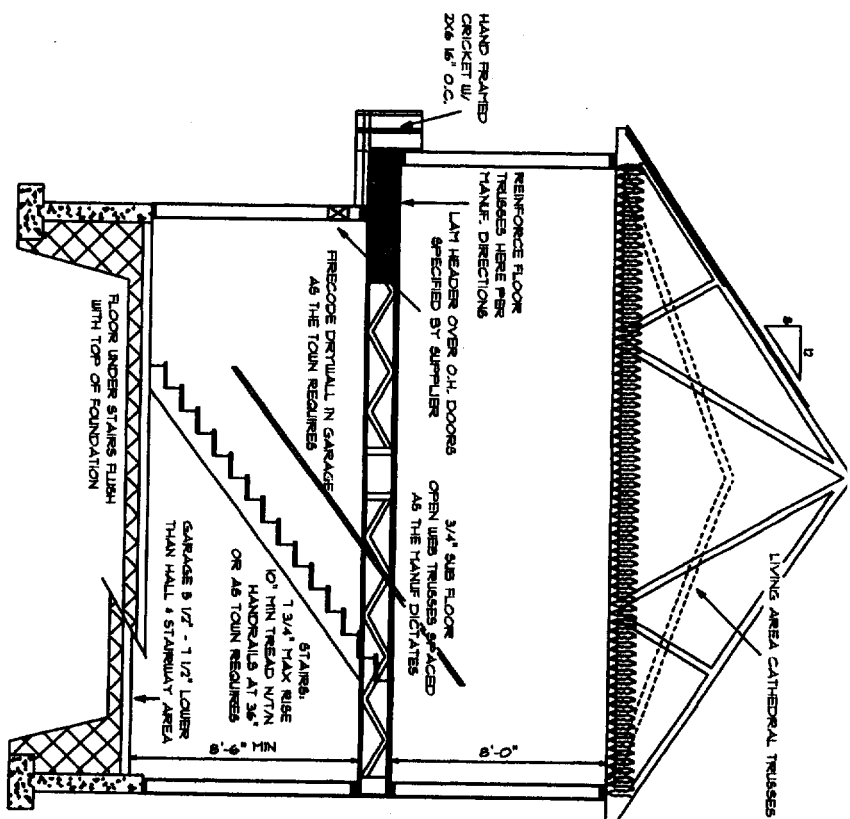 HAND FRAMED
CRICKET W/
2X6 16" O.C.
REINFORCE FLOOR
TRUSSES HERE PER
MANUF. DIRECTIONS
LAM HEADER OVER O.H. DOORS
SPECIFIED BY SUPPLIER
FIRECODE DRYWALL IN GARAGE
AS THE TOWN REQUIRES
FLOOR UNDER STAIRS FLUSH
WITH TOP OF FOUNDATION
12
LIVING AREA CATHEDRAL TRUSSES
3/4" SUB FLOOR
OPEN WEB TRUSSES SPACED
AS THE MANUF DICTATES
STAIRS:
7 3/4" MAX RISE
10" MIN TREAD N/T/N
HANDRAILS AT 36"
OR AS TOWN REQUIRES
GARAGE 5 1/2" - 7 1/2" LOWER
THAN HALL & STAIRWAY AREA
8'-0"
8'-6"